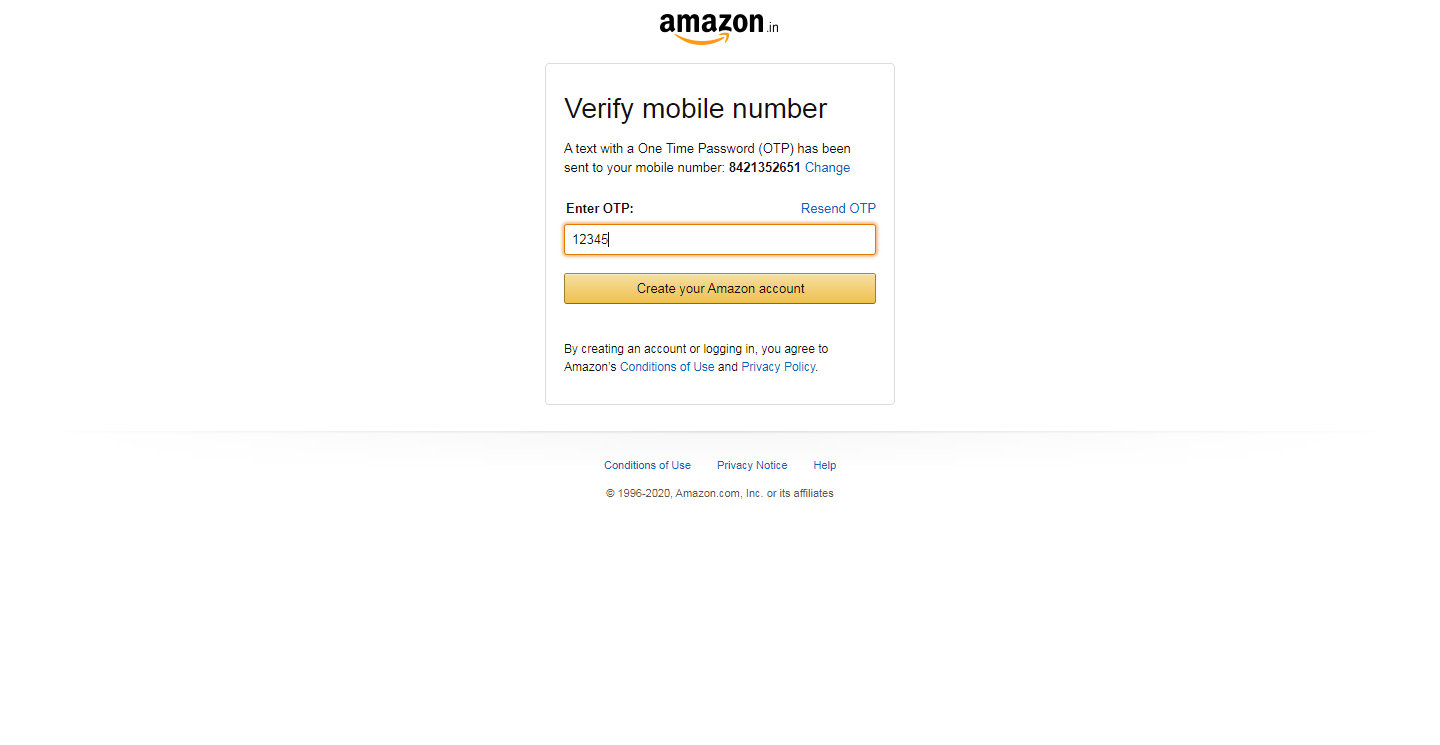 amazon.in
Verify mobile number
A text with a One Time Password (OTP) has been
sent to your mobile number: 8421352651 Change
Enter OTP: Resend OTP
12345
Create your Amazon account
By creating an account or logging in, you agree to
Amazon's Conditions of Use and Privacy Policy.
Conditions of Use Privacy Notice Help
© 1996-2020, Amazon.com, Inc. or its affiliates